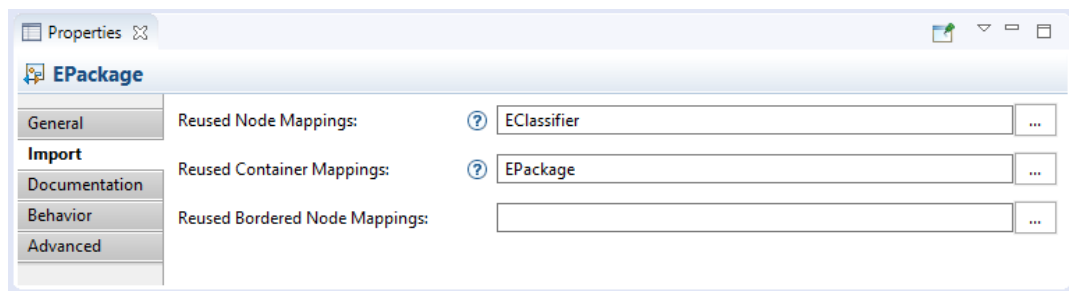 Properties
EPackage
General
Import
Documentation
Behavior
Advanced
Reused Node Mappings: ? EClassifier ...
Reused Container Mappings: ? EPackage ...
Reused Bordered Node Mappings: ...